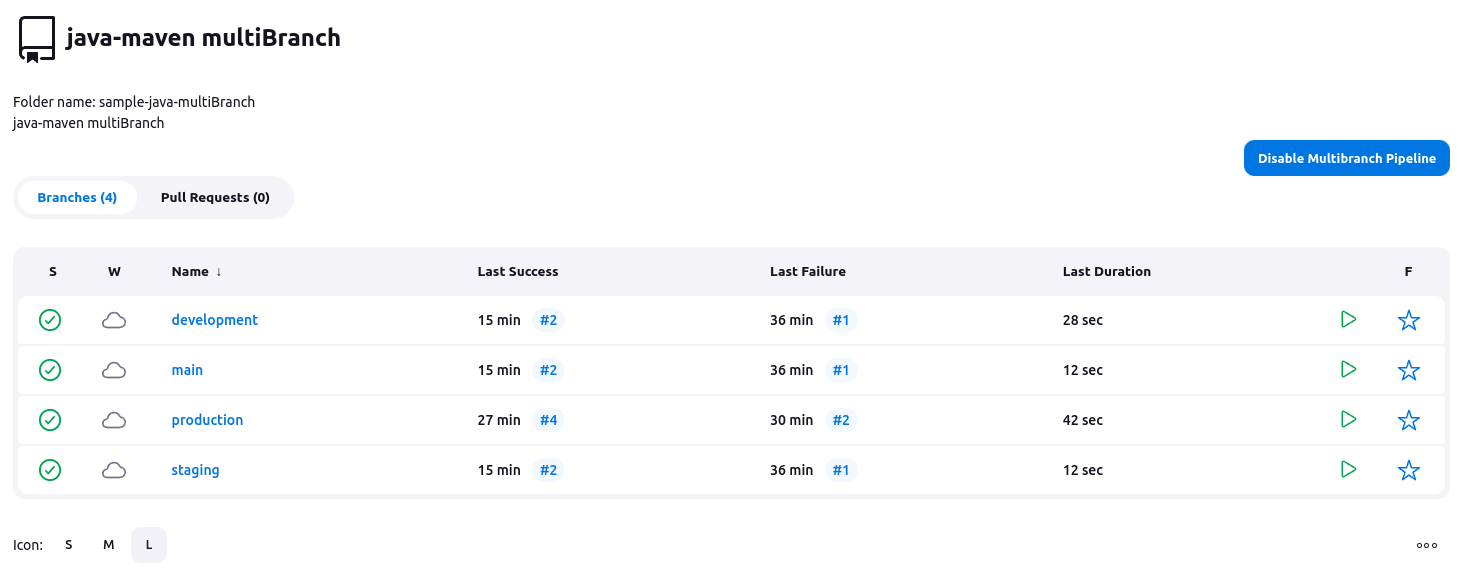 java-maven multiBranch
Folder name: sample-java-multiBranch
java-maven multiBranch
Disable Multibranch Pipeline
Branches (4) Pull Requests (0)
S W Name ↓ Last Success Last Failure Last Duration F
development 15 min #2 36 min #1 28 sec
main 15 min #2 36 min #1 12 sec
production 27 min #4 30 min #2 42 sec
staging 15 min #2 36 min #1 12 sec
Icon: S M L